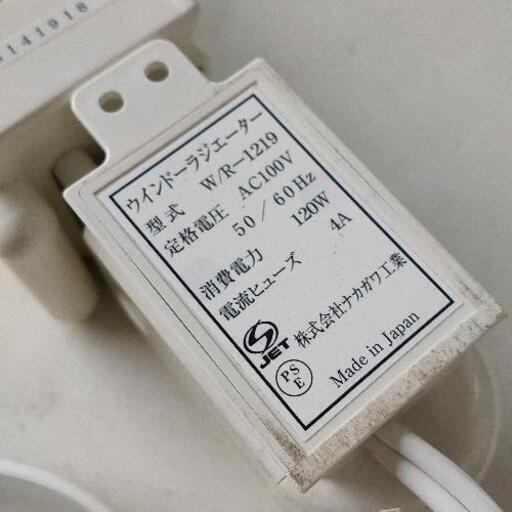 141918
ウインドーラジエーター
型式 W/R-1219
定格電圧 AC100V
50/60Hz
消費電力 120W
電流ヒューズ 4A
JET
株式会社ナカガワ工業
PS
E
Made in Japan